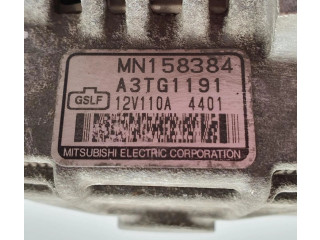 MN158384
A3TG1191
GSLF
12V110A 4401
MITSUBISHI ELECTRIC CORPORATION